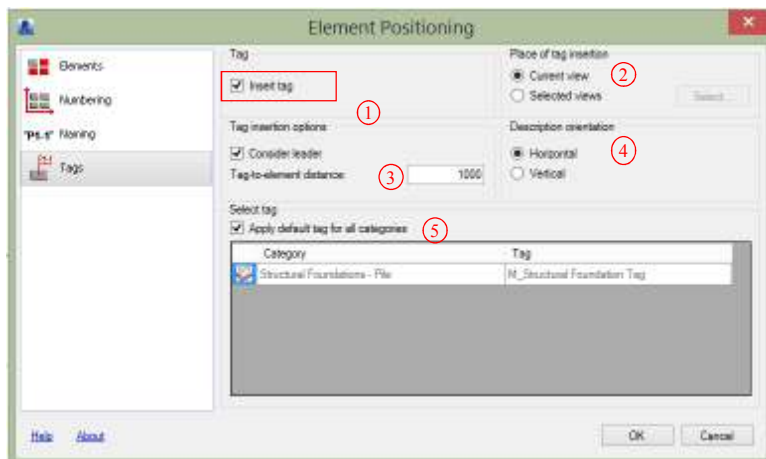 Element Positioning
Elements
Numbering
"P1.1" Naming
Tags
Tag
Insert tag
1
Place of tag insertion
Current view
2
Selected views
Select...
Tag insertion options
Consider leader
Tag-to-element distance:
3
1000
Description orientation
Horizontal
4
Vertical
Select tag
Apply default tag for all categories
5
Category Tag
Structural Foundations - Pile M_Structural Foundation Tag
Help About
OK Cancel